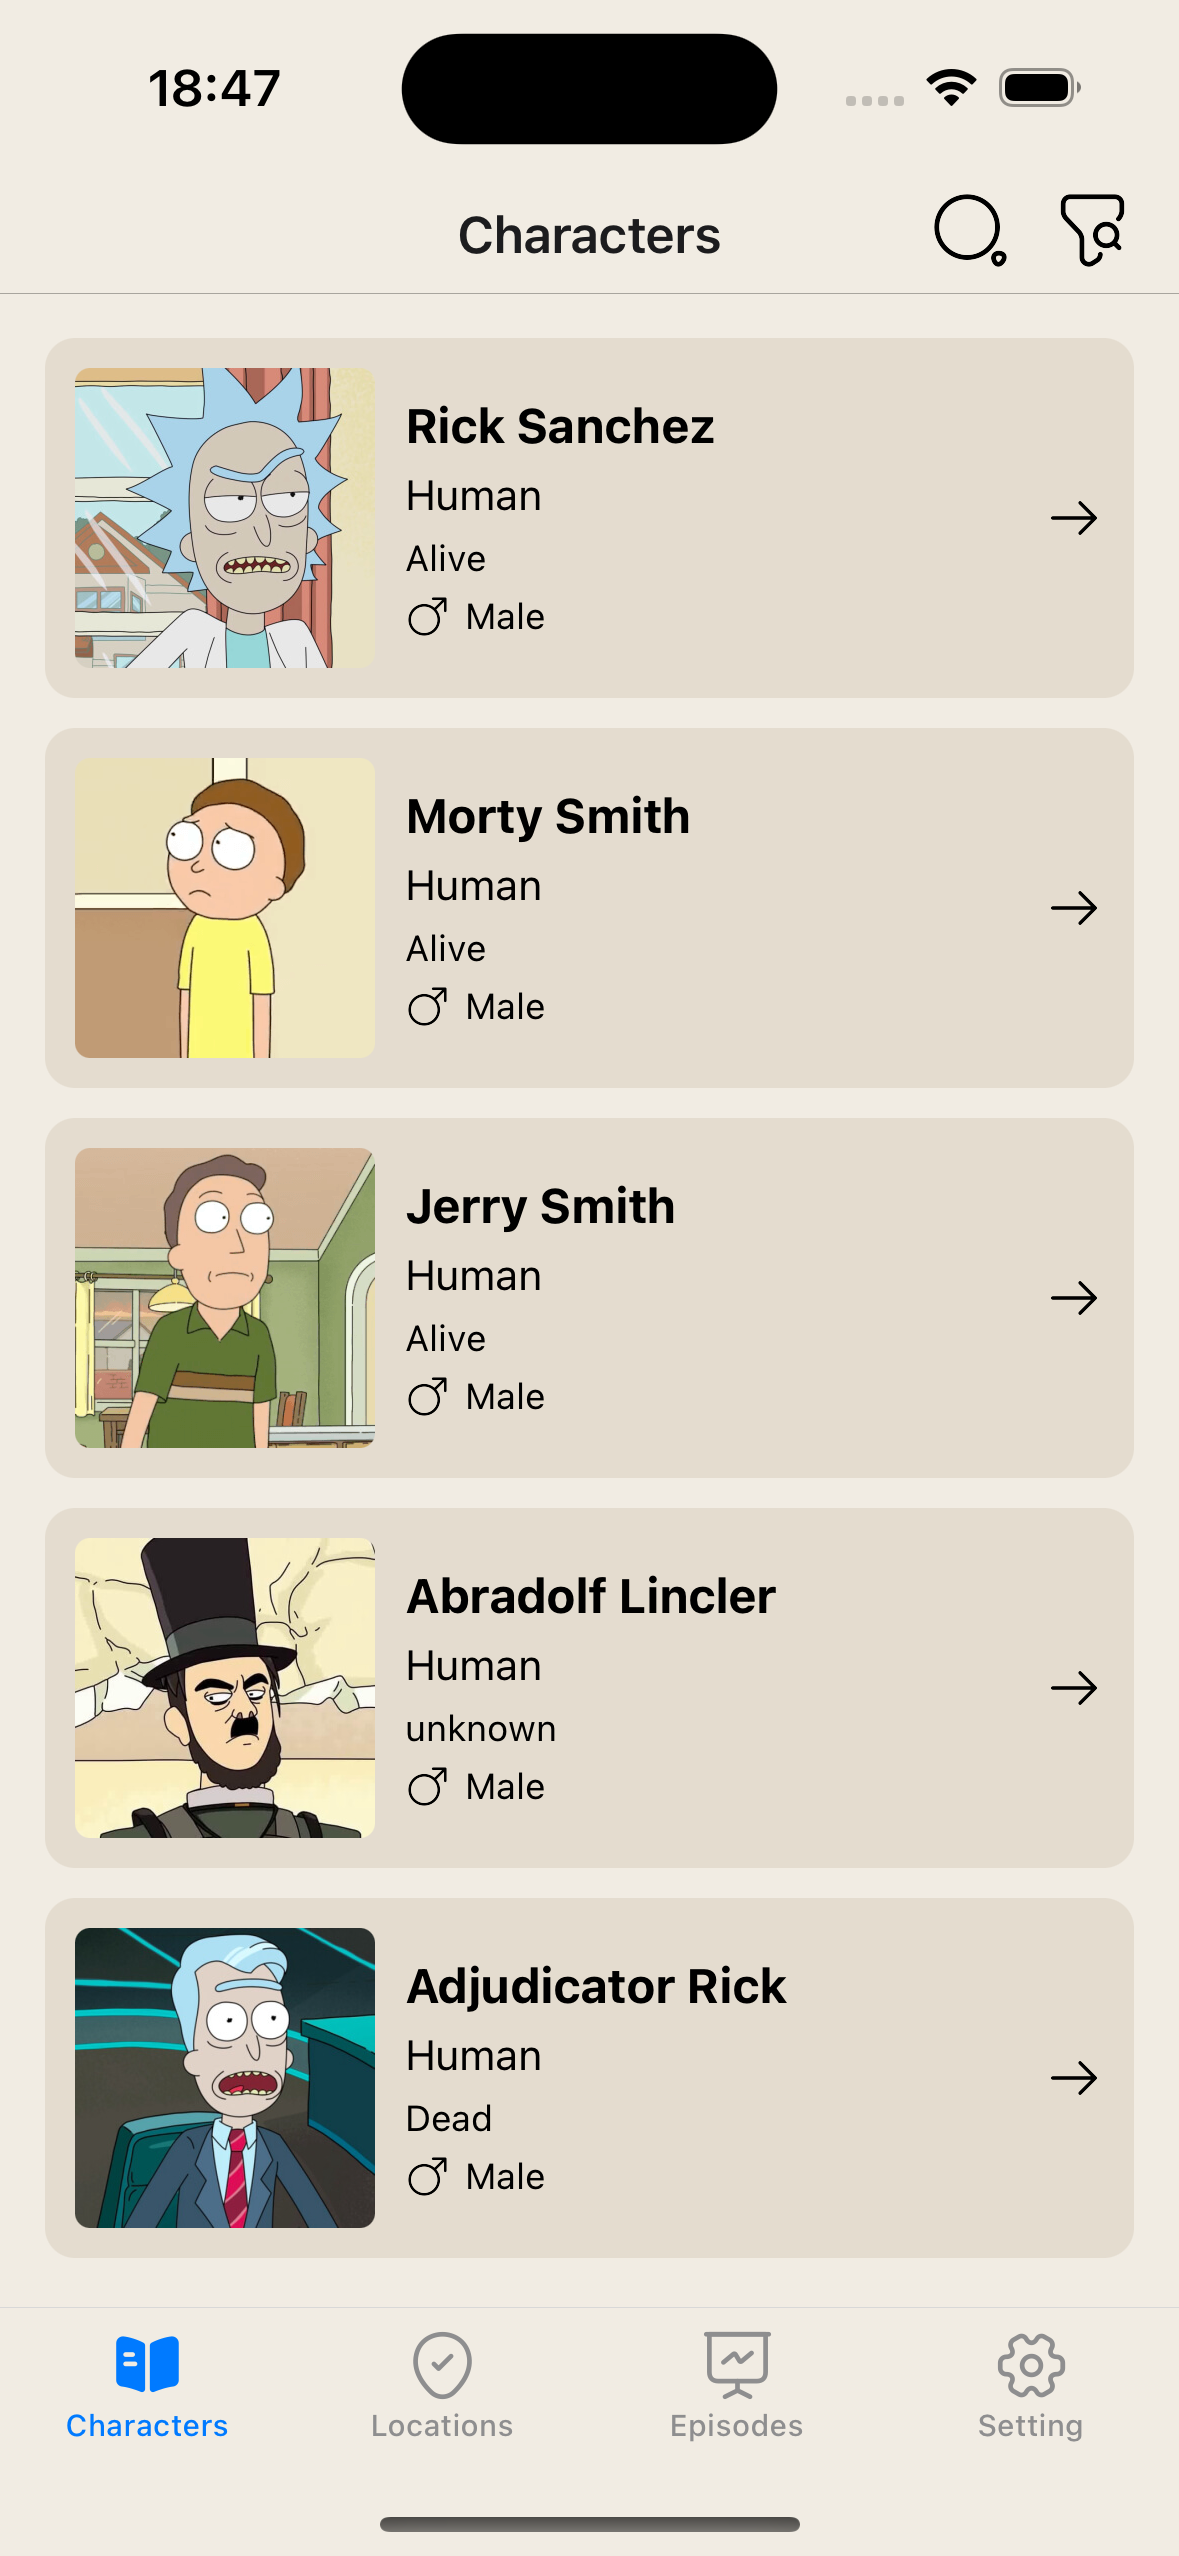 18:47
Characters
Rick Sanchez
Human
Alive
Male
Morty Smith
Human
Alive
Male
Jerry Smith
Human
Alive
Male
Abradolf Lincler
Human
unknown
Male
Adjudicator Rick
Human
Dead
Male
Characters
Locations
Episodes
Setting